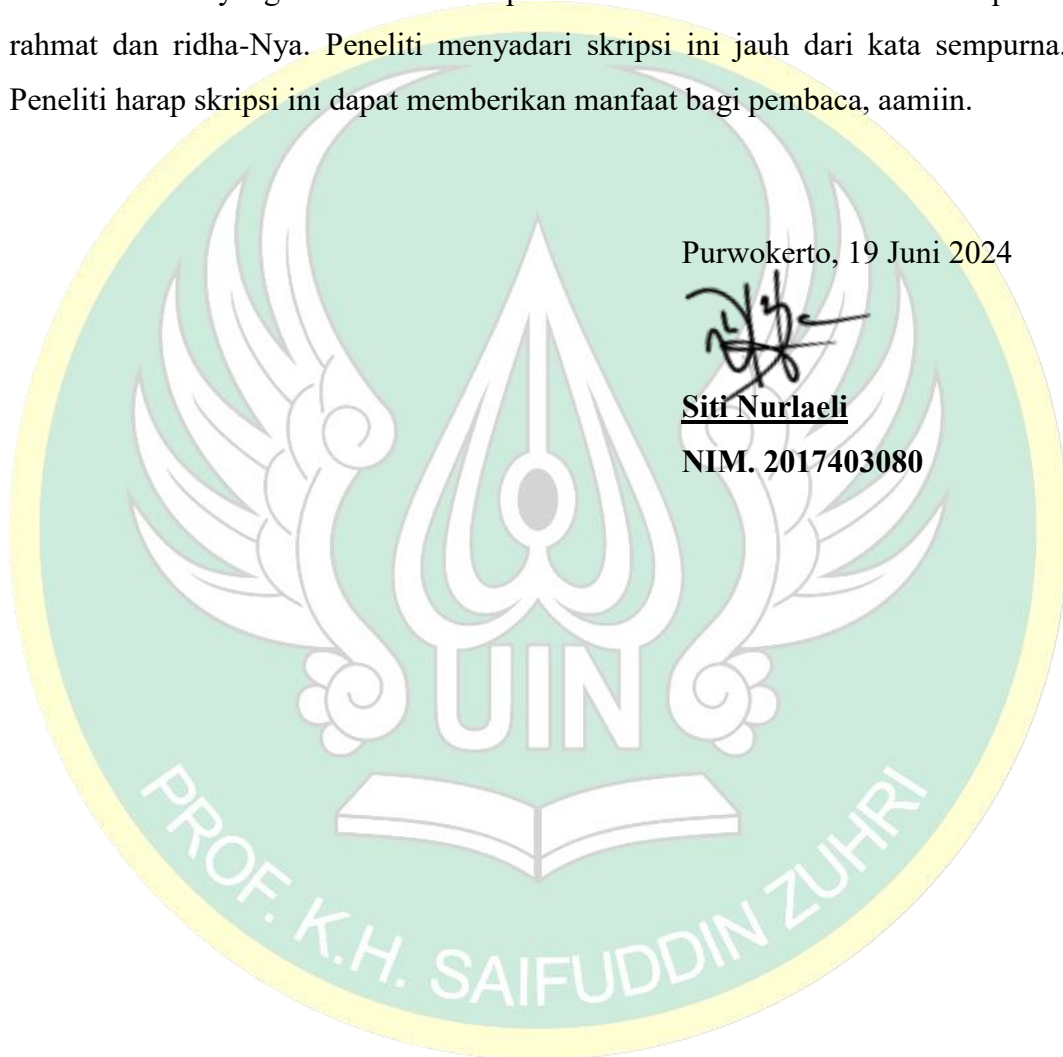 rahmat dan ridha-Nya. Peneliti menyadari skripsi ini jauh dari kata sempurna.
Peneliti harap skripsi ini dapat memberikan manfaat bagi pembaca, aamiin.
Purwokerto, 19 Juni 2024
Siti Nurlaeli
NIM. 2017403080
UIN
PROF. K.H. SAIFUDDIN ZUHRI